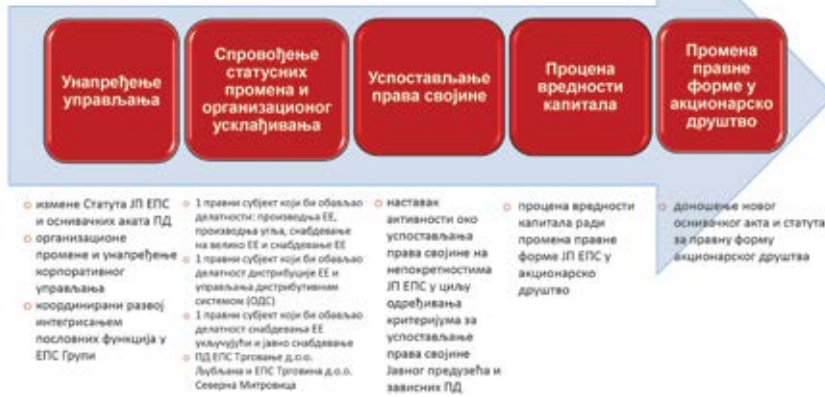 Унапређење
управљања
Спровођење
статусних
промена и
организационог
усклађивања
Успостављање
права својине
Процена
вредности
капитала
Промена
правне
форме у
акционарско
друштво
измене Статута ЈП ЕПС
и оснивачких аката ПД
организационе
промене и унапређење
корпоративног
управљања
координирани развој
интегрисањем
пословних функција у
ЕПС Групи
1 правни субјект који би обављао
делатности: производња ЕЕ,
производња угља, снабдевање
на велико ЕЕ и снабдевање ЕЕ
1 правни субјект који би обављао
делатност дистрибуције ЕЕ и
управљања дистрибутивним
системом (ОДС)
1 правни субјект који би обављао
делатност снабдевања ЕЕ
укључујући и јавно снабдевање
ПД ЕПС Трговање д.о.о.
Љубљана и ЕПС Трговина д.о.о.
Северна Митровица
наставак
активности око
успостављања
права својине на
непокретностима
ЈП ЕПС у циљу
одређивања
критеријума за
успостављање
права својине
Јавног предузећа и
зависних ПД
процена вредности
капитала ради
промена правне
форме ЈП ЕПС у
акционарско
друштво
доношење новог
оснивачког акта и статута
за правну форму
акционарског друштва